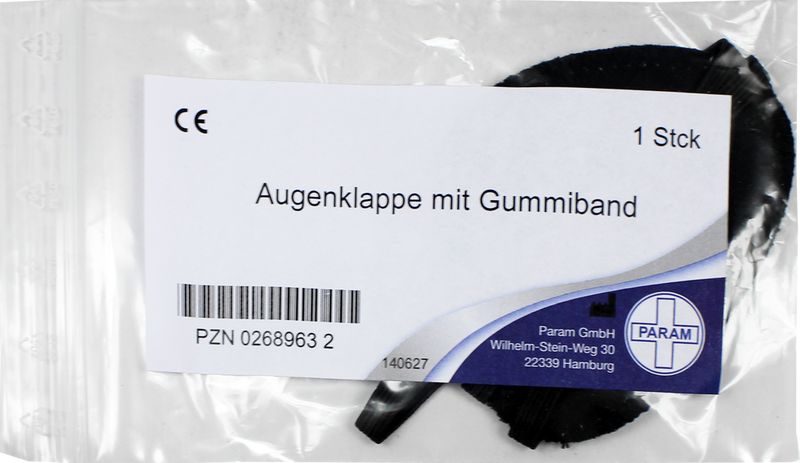 CE
1 Stck
Augenklappe mit Gummiband
PZN 0268963 2
140627
Param GmbH
Wilhelm-Stein-Weg 30
22339 Hamburg
PARAM